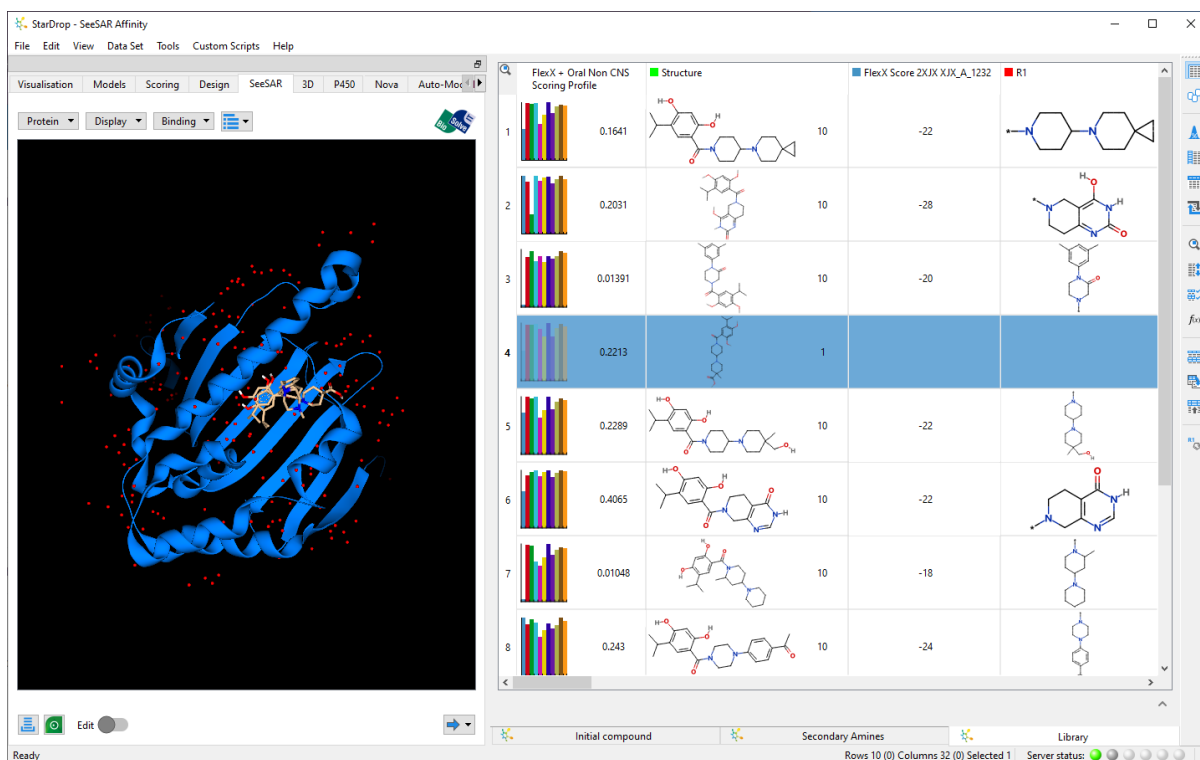 StarDrop - SeeSAR Affinity
File Edit View Data Set Tools Custom Scripts Help
Visualisation Models Scoring Design SeeSAR 3D P450 Nova Auto-Mod
Protein Display Binding
Bio Solve
FlexX + Oral Non CNS Scoring Profile Structure FlexX Score 2XJX XJX_A_1232 R1
1 0.1641 10 -22
2 0.2031 10 -28
3 0.01391 10 -20
4 0.2213 1
5 0.2289 10 -22
6 0.4065 10 -22
7 0.01048 10 -18
8 0.243 10 -24
f(x)
Edit
Initial compound Secondary Amines Library
Ready Rows 10 (0) Columns 32 (0) Selected 1 Server status: